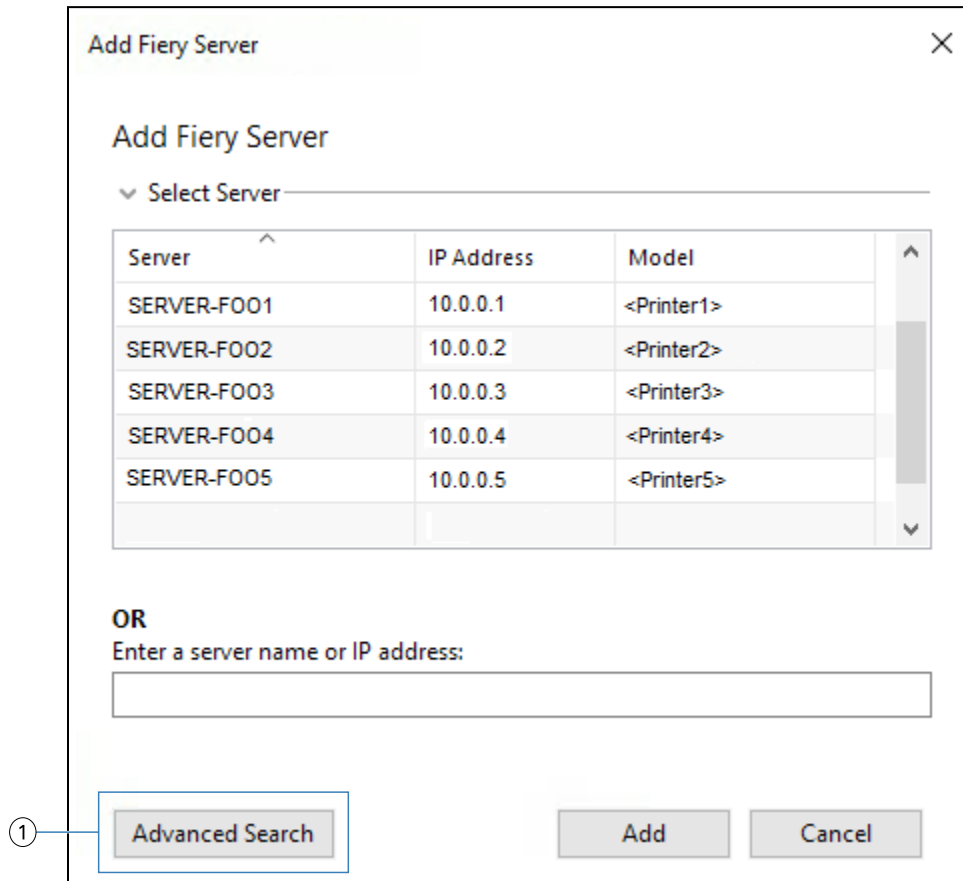 Add Fiery Server
Add Fiery Server
Select Server
Server IP Address Model
SERVER-FOO1 10.0.0.1 <Printer1>
SERVER-FOO2 10.0.0.2 <Printer2>
SERVER-FOO3 10.0.0.3 <Printer3>
SERVER-FOO4 10.0.0.4 <Printer4>
SERVER-FOO5 10.0.0.5 <Printer5>
OR
Enter a server name or IP address:
1 Advanced Search Add Cancel